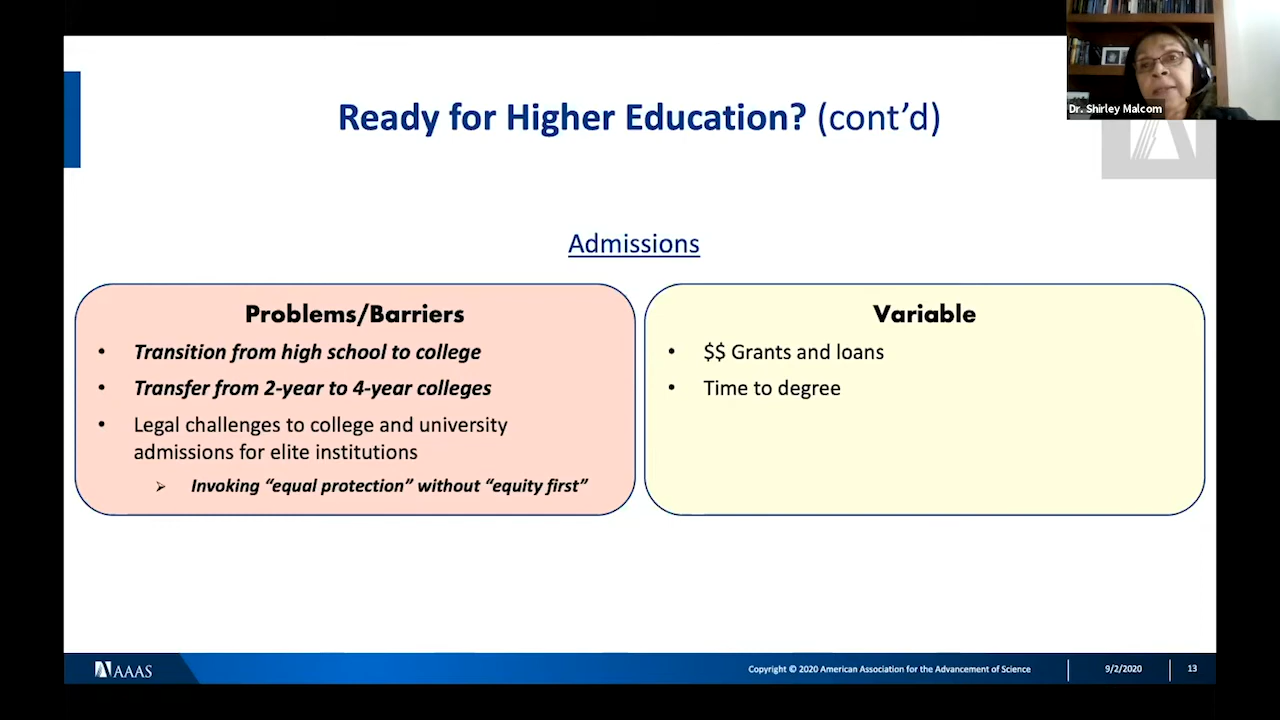 Dr. Shirley Malcom
Ready for Higher Education? (cont’d)
Admissions
Problems/Barriers
• Transition from high school to college
• Transfer from 2-year to 4-year colleges
• Legal challenges to college and university
admissions for elite institutions
➢ Invoking “equal protection” without “equity first”
Variable
• $$ Grants and loans
• Time to degree
AAAS
Copyright © 2020 American Association for the Advancement of Science
9/2/2020
13